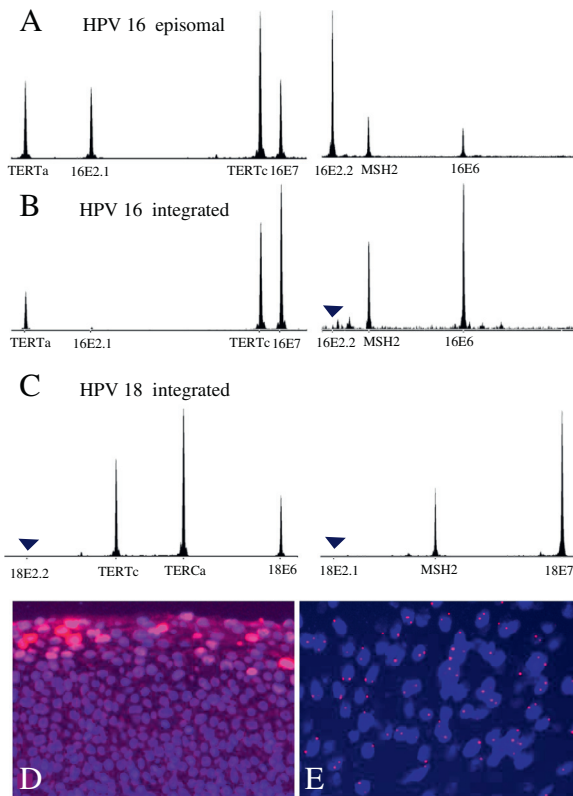 A HPV 16 episomal
TERTa 16E2.1 TERTc 16E7 16E2.2 MSH2 16E6
B HPV 16 integrated
TERTa 16E2.1 TERTc 16E7 16E2.2 MSH2 16E6
C HPV 18 integrated
18E2.2 TERTc TERCa 18E6 18E2.1 MSH2 18E7
D E